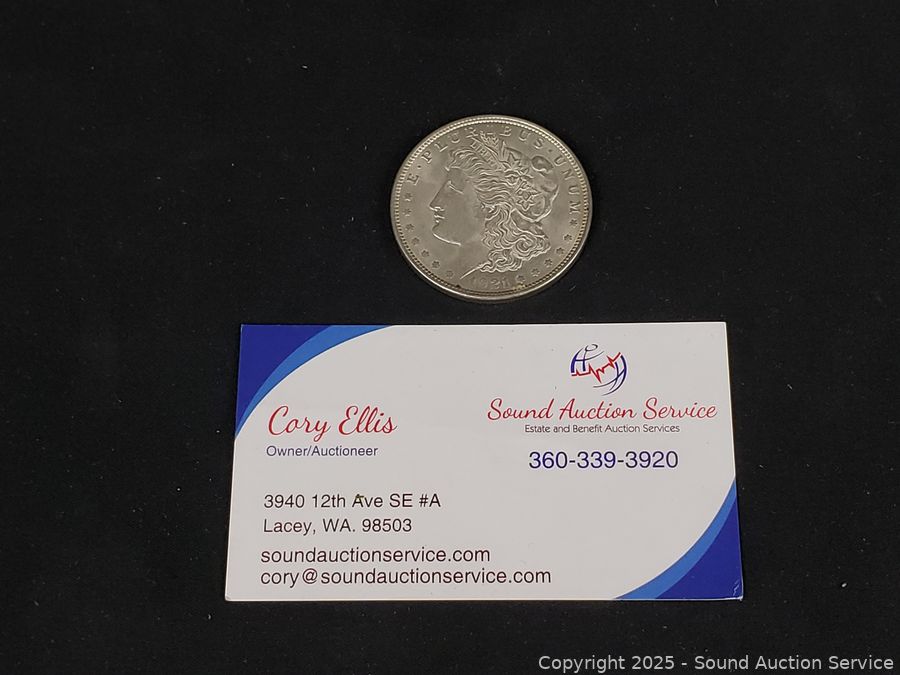 E·PLURIBUS·UNUM
1921
Cory Ellis
Owner/Auctioneer
Sound Auction Service
Estate and Benefit Auction Services
360-339-3920
3940 12th Ave SE #A
Lacey, WA. 98503
soundauctionservice.com
cory@soundauctionservice.com
Copyright 2025 - Sound Auction Service